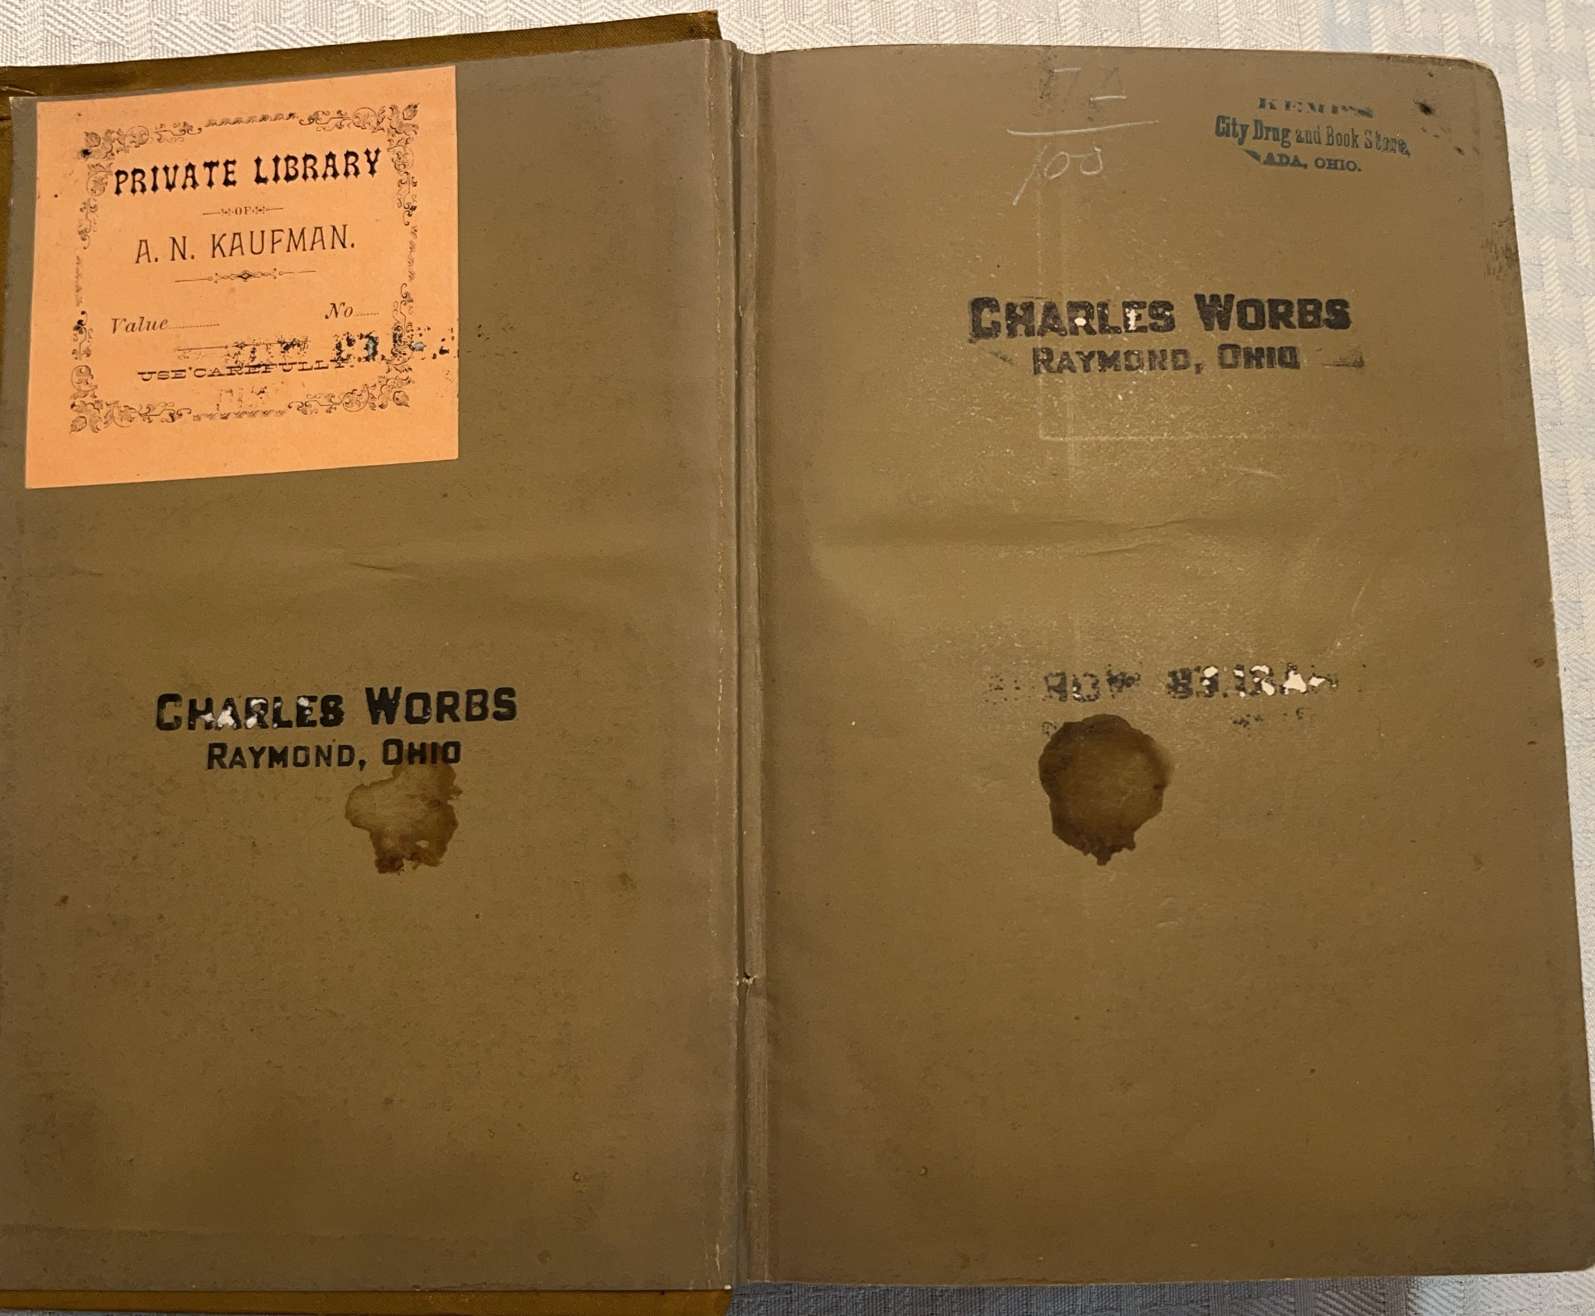 PRIVATE LIBRARY
OF
A. N. KAUFMAN.
Value No
USE CAREFULLY.
CHARLES WORBS
RAYMOND, OHIO
100
KEMP'S
City Drug and Book Store,
ADA, OHIO.
CHARLES WORBS
RAYMOND, OHIO